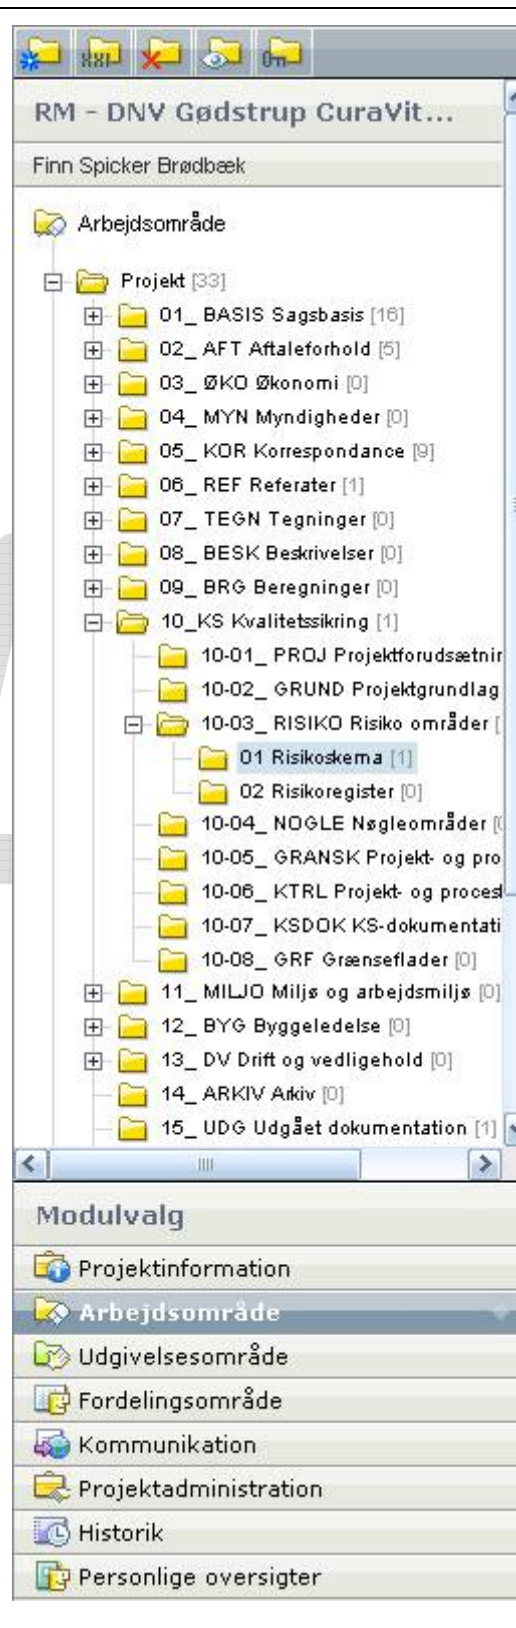 RM - DNV Gødstrup CuraVit...
Finn Spicker Brødbæk
Arbejdsområde
Projekt [33]
01_ BASIS Sagsbasis [16]
02_ AFT Aftaleforhold [5]
03_ ØKO Økonomi [0]
04_ MYN Myndigheder [0]
05_ KOR Korrespondance [9]
06_ REF Referater [1]
07_ TEGN Tegninger [0]
08_ BESK Beskrivelser [0]
09_ BRG Beregninger [0]
10_KS Kvalitetssikring [1]
10-01_ PROJ Projektforudsætnin
10-02_ GRUND Projektgrundlag
10-03_ RISIKO Risiko områder [
01 Risikoskema [1]
02 Risikoregister [0]
10-04_ NOGLE Nøgleområder [0
10-05_ GRANSK Projekt- og pro
10-06_ KTRL Projekt- og process
10-07_ KSDOK KS-dokumentati
10-08_ GRF Grænseflader [0]
11_ MILJO Miljø og arbejdsmiljø [0]
12_ BYG Byggeledelse [0]
13_ DV Drift og vedligehold [0]
14_ ARKIV Arkiv [0]
15_ UDG Udgået dokumentation [1]
Modulvalg
Projektinformation
Arbejdsområde
Udgivelsesområde
Fordelingsområde
Kommunikation
Projektadministration
Historik
Personlige oversigter